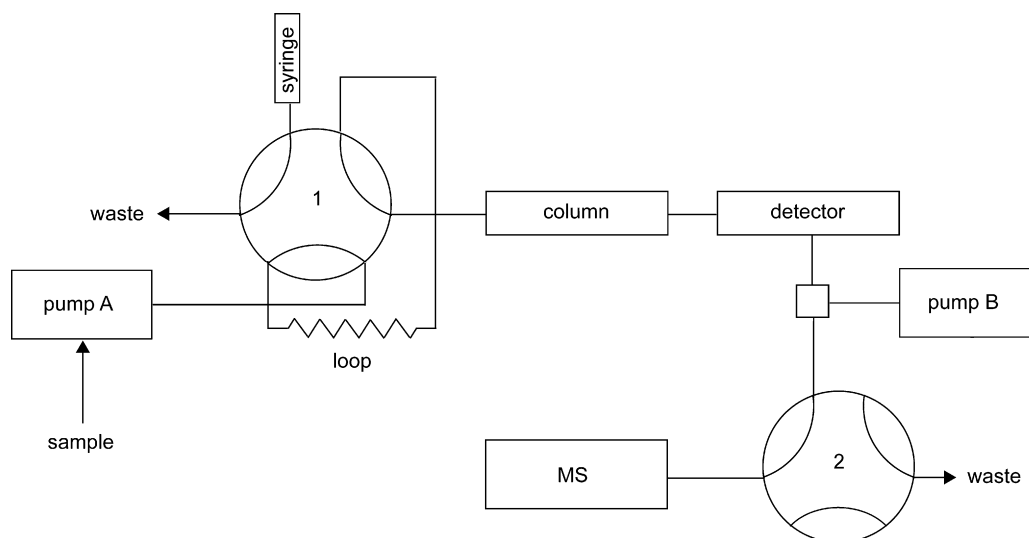 syringe
1
waste
column
detector
pump A
pump B
loop
sample
MS
2
waste